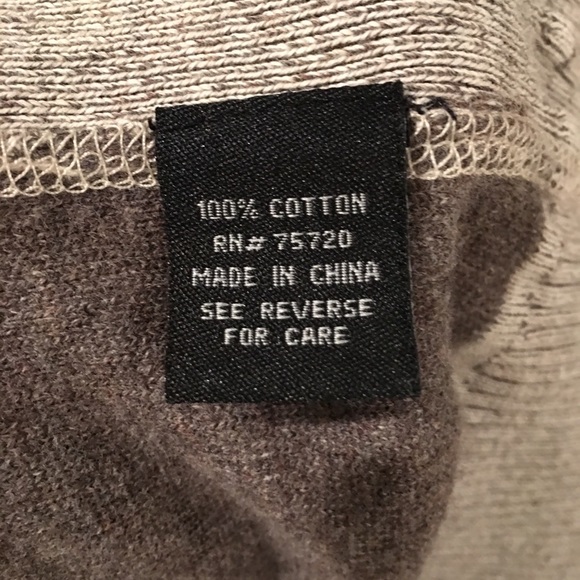 100% COTTON
RN# 75720
MADE IN CHINA
SEE REVERSE
FOR CARE